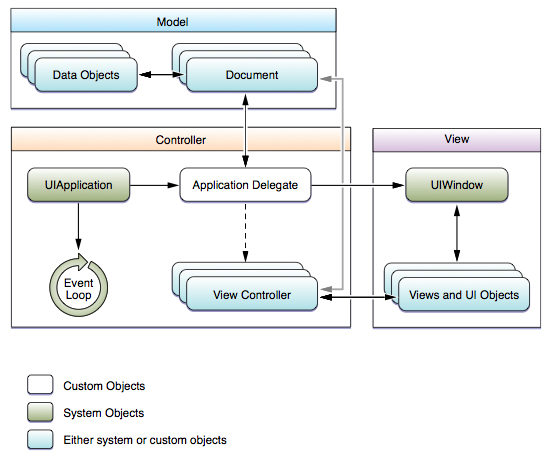 Model
Data Objects
Document
Controller
View
UIApplication
Application Delegate
UIWindow
Event
Loop
View Controller
Views and UI Objects
Custom Objects
System Objects
Either system or custom objects